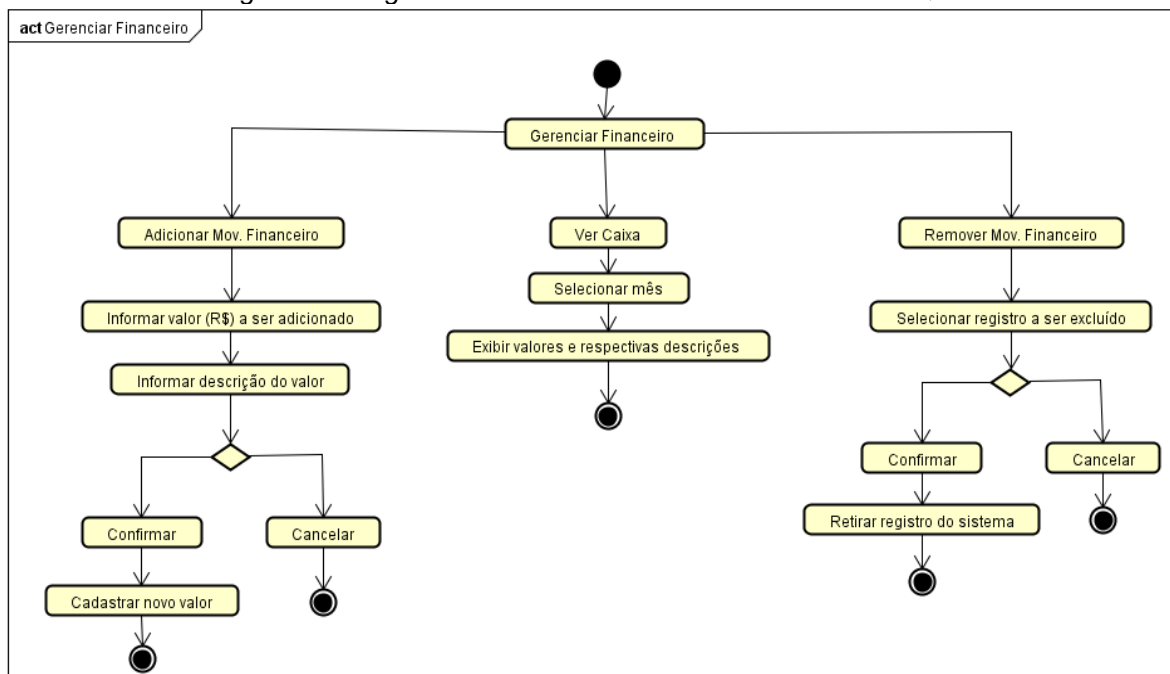 act Gerenciar Financeiro
Gerenciar Financeiro
Adicionar Mov. Financeiro
Ver Caixa
Remover Mov. Financeiro
Selecionar mês
Informar valor (R$) a ser adicionado
Selecionar registro a ser excluído
Exibir valores e respectivas descrições
Informar descrição do valor
Confirmar
Cancelar
Retirar registro do sistema
Confirmar
Cancelar
Cadastrar novo valor